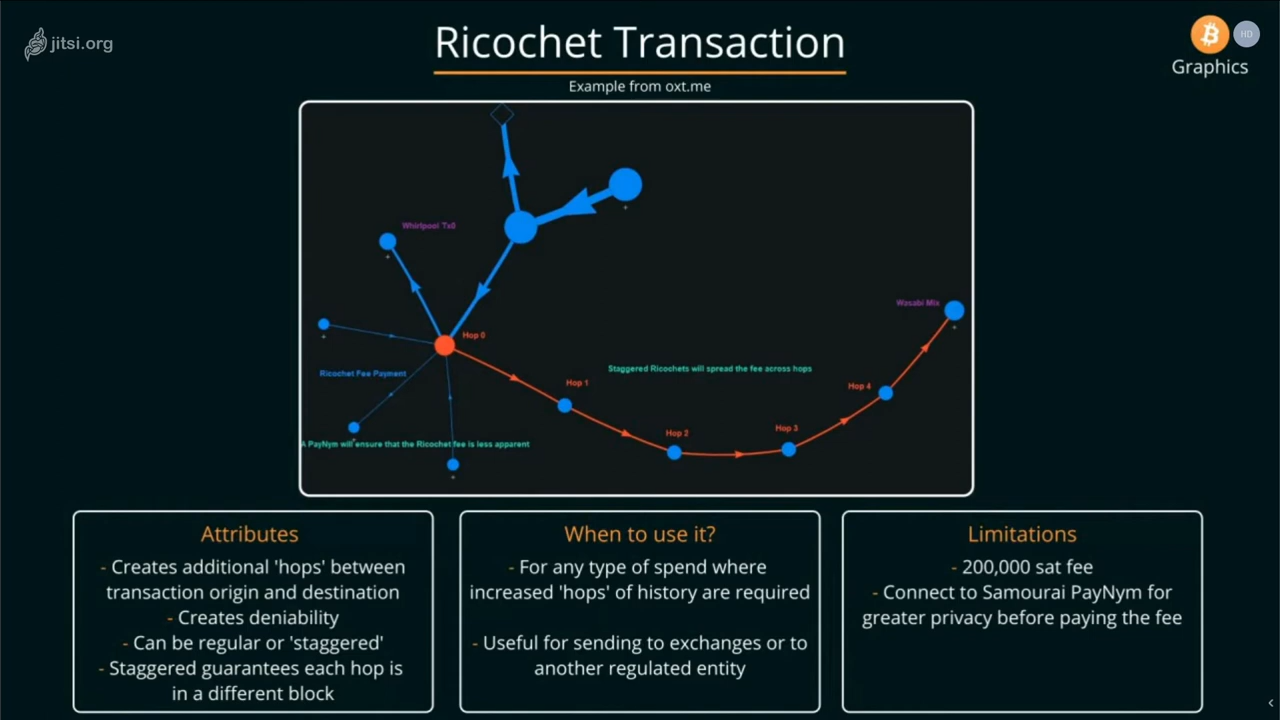 jitsi.org
Ricochet Transaction
HD
Graphics
Example from oxt.me
Whirlpool Tx0
Wasabi Mix
Hop 0
Staggered Ricochets will spread the fee across hops
Ricochet Fee Payment
Hop 1
Hop 4
Hop 3
Hop 2
A PayNym will ensure that the Ricochet fee is less apparent
Attributes
- Creates additional 'hops' between
transaction origin and destination
- Creates deniability
- Can be regular or 'staggered'
- Staggered guarantees each hop is
in a different block
When to use it?
- For any type of spend where
increased 'hops' of history are required
- Useful for sending to exchanges or to
another regulated entity
Limitations
- 200,000 sat fee
- Connect to Samourai PayNym for
greater privacy before paying the fee